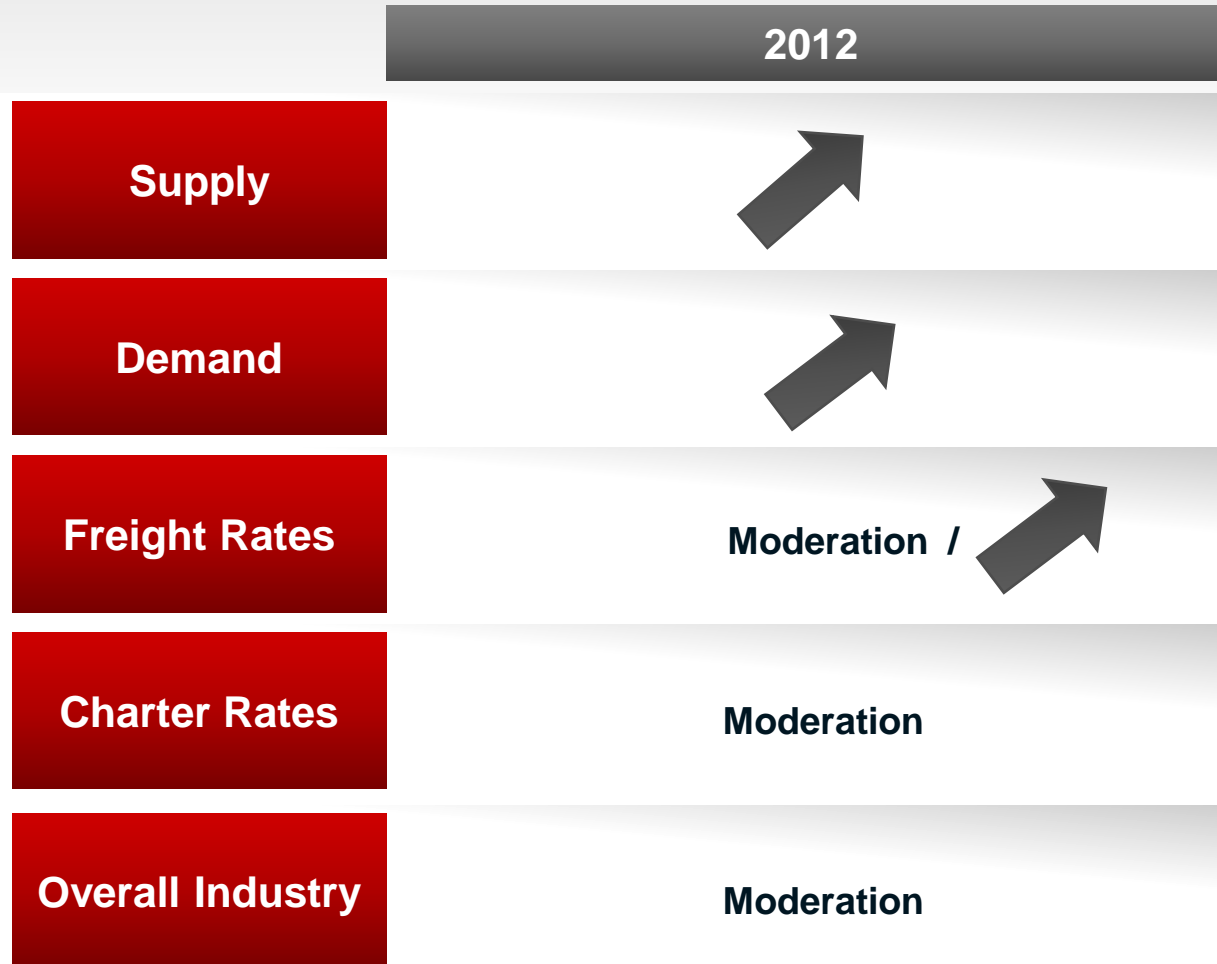 2012
Supply
Demand
Freight Rates
Moderation /
Charter Rates
Moderation
Overall Industry
Moderation